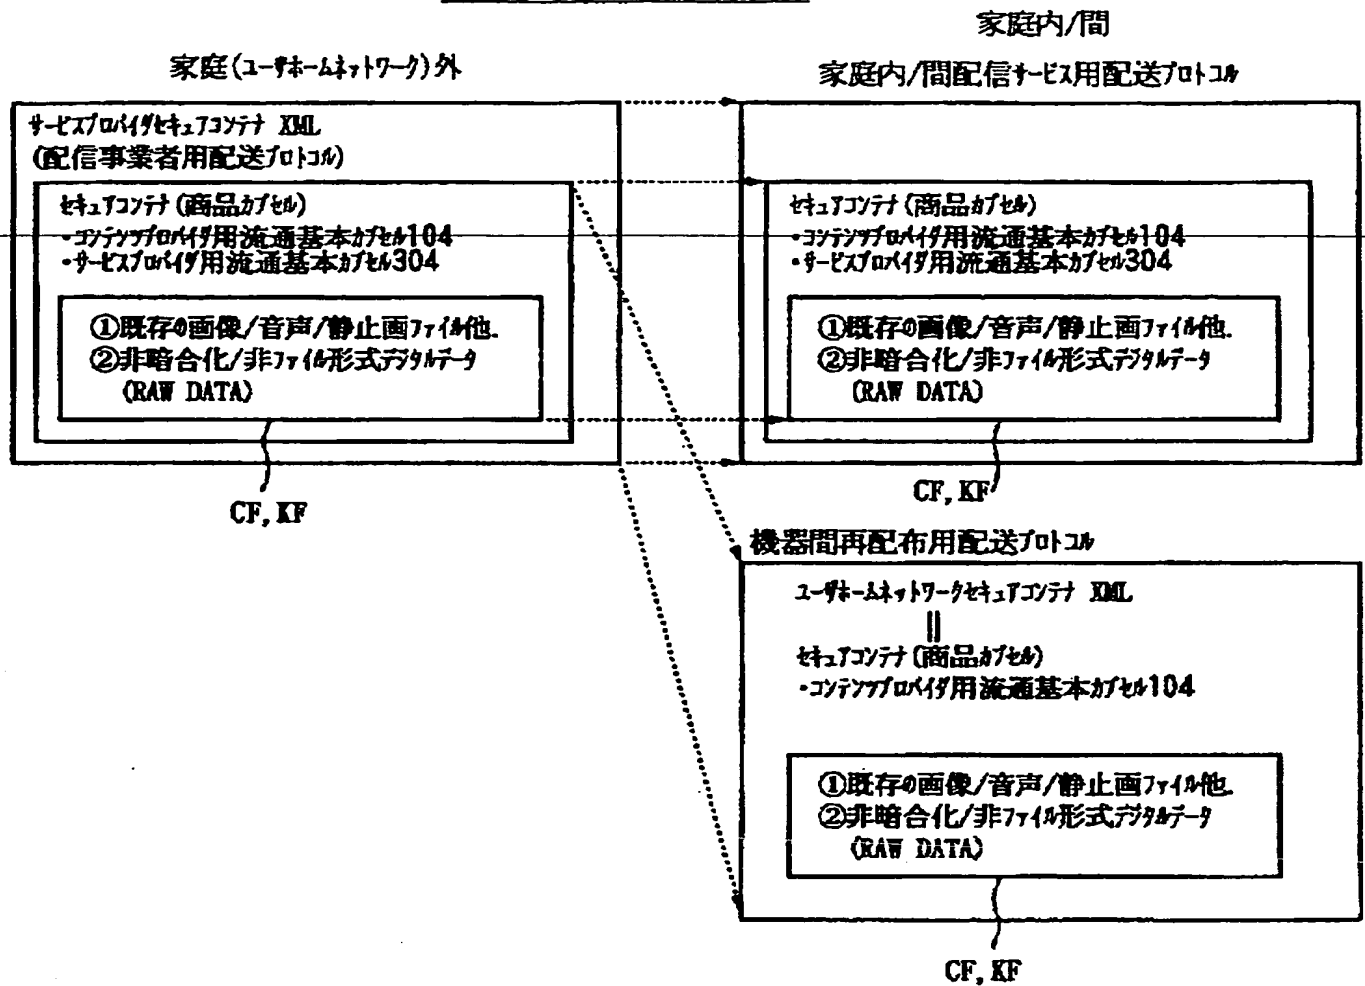 家庭(ユーザホームネットワーク)外
サービスプロバイダセキュアコンテナ XML
(配信事業者用配送プロトコル)
セキュアコンテナ(商品カプセル)
・コンテンツプロバイダ用流通基本カプセル104
・サービスプロバイダ用流通基本カプセル304
①既存の画像/音声/静止画ファイル他.
②非暗合化/非ファイル形式デジタルデータ
(RAW DATA)
CF, KF
家庭内/間
家庭内/間配信サービス用配送プロトコル
セキュアコンテナ(商品カプセル)
・コンテンツプロバイダ用流通基本カプセル104
・サービスプロバイダ用流通基本カプセル304
①既存の画像/音声/静止画ファイル他.
②非暗合化/非ファイル形式デジタルデータ
(RAW DATA)
CF, KF
機器間再配布用配送プロトコル
ユーザホームネットワークセキュアコンテナ XML
||
セキュアコンテナ(商品カプセル)
・コンテンツプロバイダ用流通基本カプセル104
①既存の画像/音声/静止画ファイル他.
②非暗合化/非ファイル形式デジタルデータ
(RAW DATA)
CF, KF